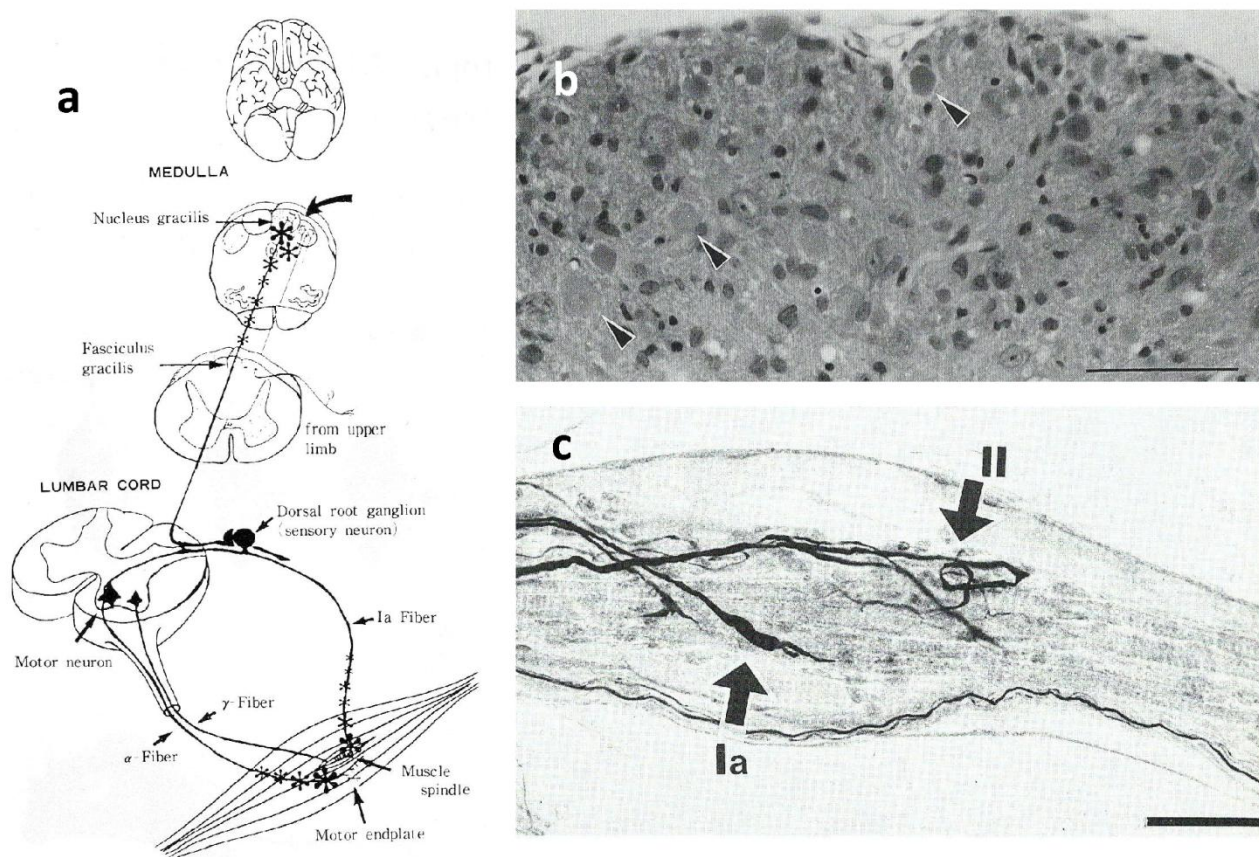 a
MEDULLA
Nucleus gracilis
Fasciculus
gracilis
from upper
limb
LUMBAR CORD
Dorsal root ganglion
(sensory neuron)
Ia Fiber
Motor neuron
γ-Fiber
α-Fiber
Muscle
spindle
Motor endplate
b
c
II
Ia